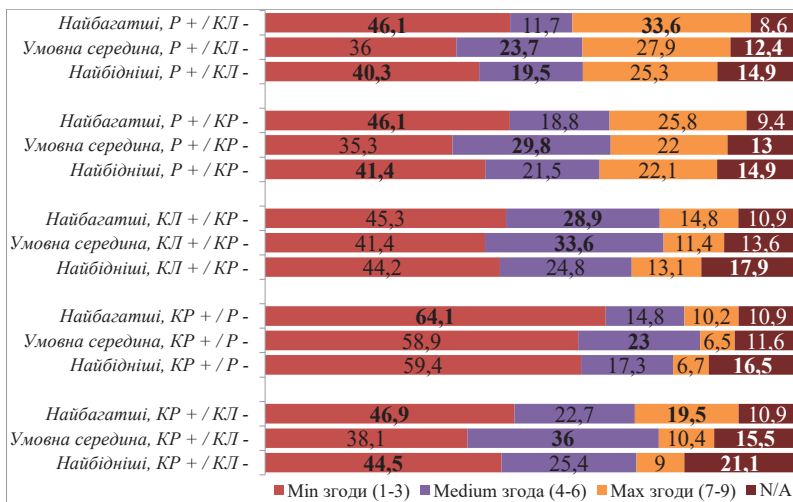 Найбагатші, Р + / КЛ - 46,1 11,7 33,6 8,6
Умовна середина, Р + / КЛ - 36 23,7 27,9 12,4
Найбідніші, Р + / КЛ - 40,3 19,5 25,3 14,9
Найбагатші, Р + / КР - 46,1 18,8 25,8 9,4
Умовна середина, Р + / КР - 35,3 29,8 22 13
Найбідніші, Р + / КР - 41,4 21,5 22,1 14,9
Найбагатші, КЛ + / КР - 45,3 28,9 14,8 10,9
Умовна середина, КЛ + / КР - 41,4 33,6 11,4 13,6
Найбідніші, КЛ + / КР - 44,2 24,8 13,1 17,9
Найбагатші, КР + / Р - 64,1 14,8 10,2 10,9
Умовна середина, КР + / Р - 58,9 23 6,5 11,6
Найбідніші, КР + / Р - 59,4 17,3 6,7 16,5
Найбагатші, КР + / КЛ - 46,9 22,7 19,5 10,9
Умовна середина, КР + / КЛ - 38,1 36 10,4 15,5
Найбідніші, КР + / КЛ - 44,5 25,4 9 21,1
Min згоди (1-3) Medium згода (4-6) Max згоди (7-9) N/A